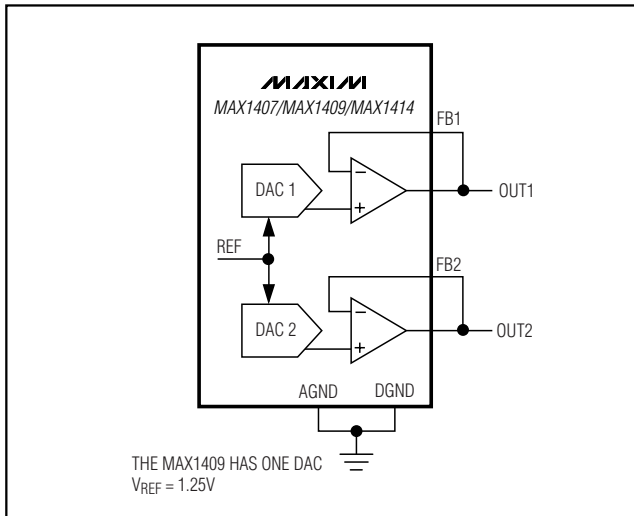 MAXIM
MAX1407/MAX1409/MAX1414
FB1
DAC 1
−
+
OUT1
REF
FB2
DAC 2
−
+
OUT2
AGND DGND
THE MAX1409 HAS ONE DAC
VREF = 1.25V